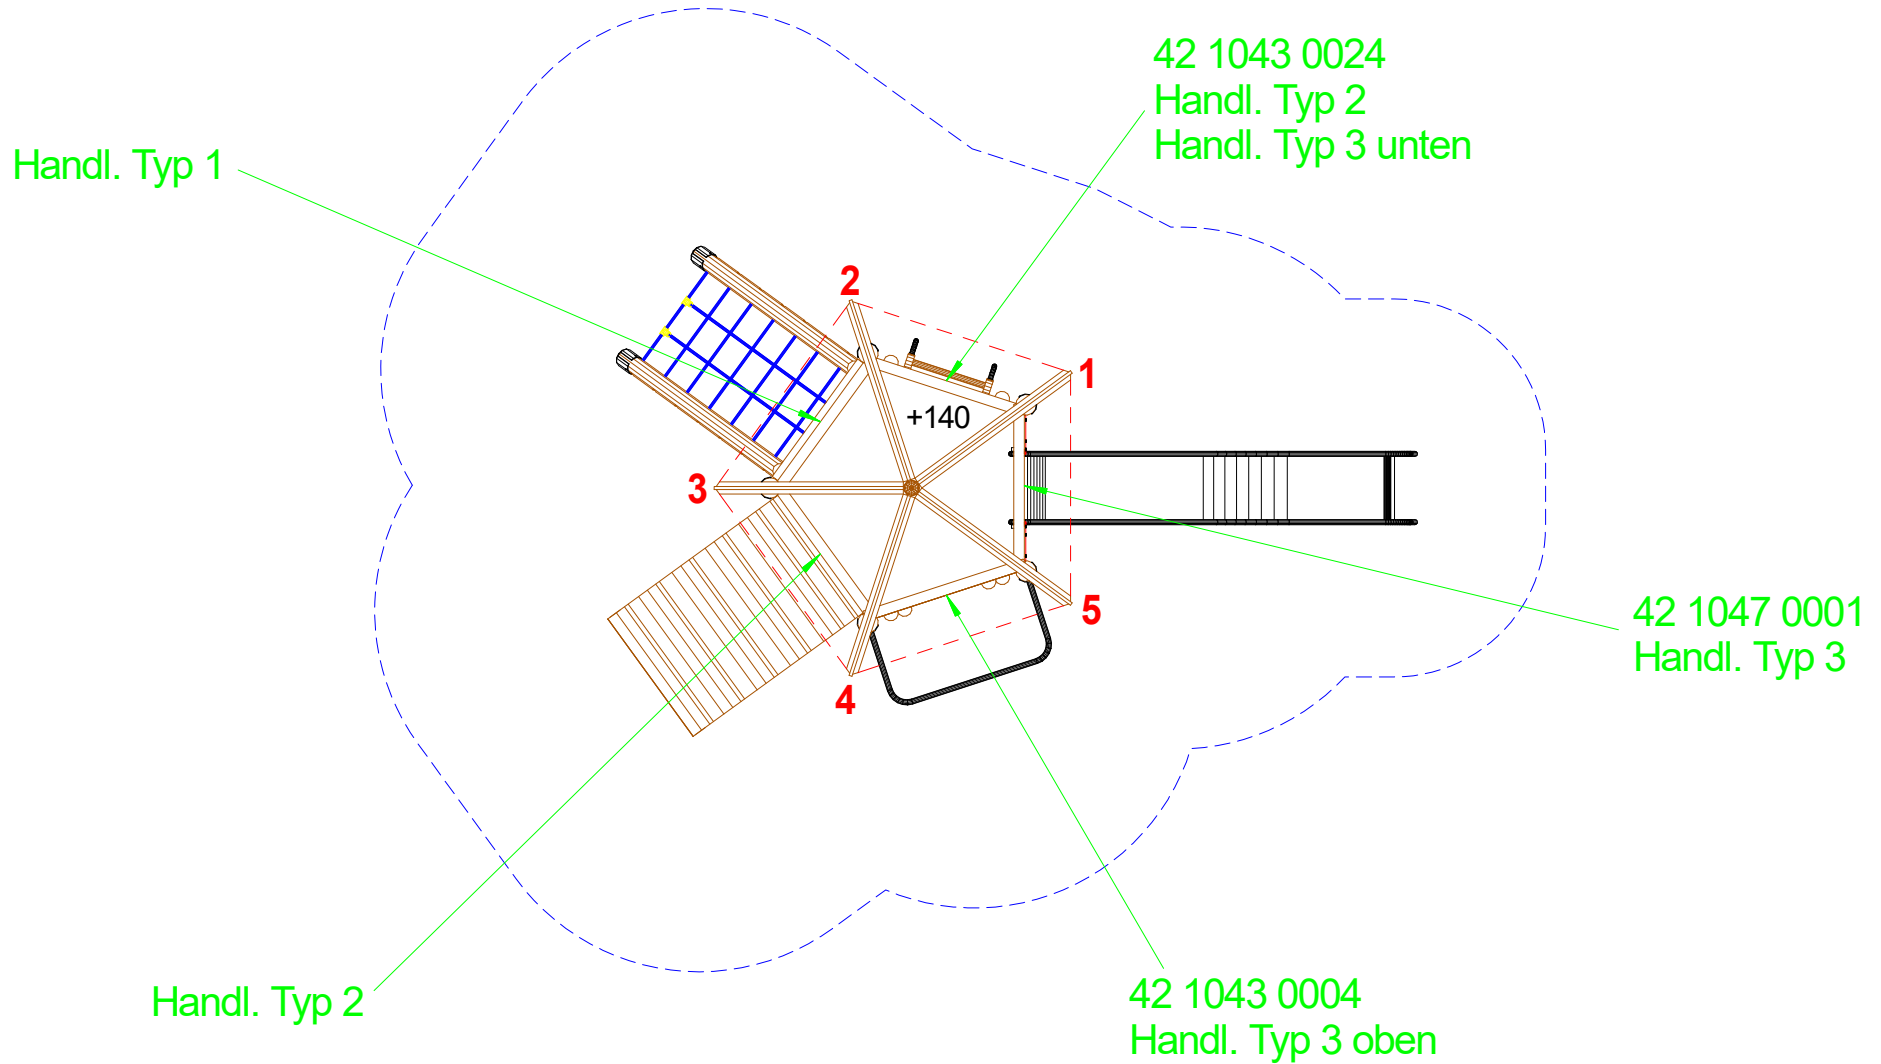 42 1043 0024
Handl. Typ 2
Handl. Typ 3 unten
Handl. Typ 1
2
1
+140
3
5
4
42 1047 0001
Handl. Typ 3
Handl. Typ 2
42 1043 0004
Handl. Typ 3 oben